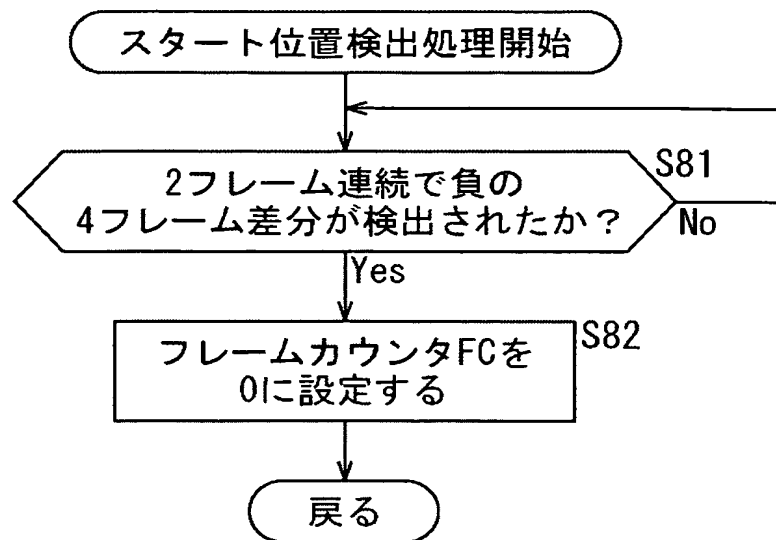 スタート位置検出処理開始
S81
2フレーム連続で負の
4フレーム差分が検出されたか？
No
Yes
S82
フレームカウンタFCを
0に設定する
戻る